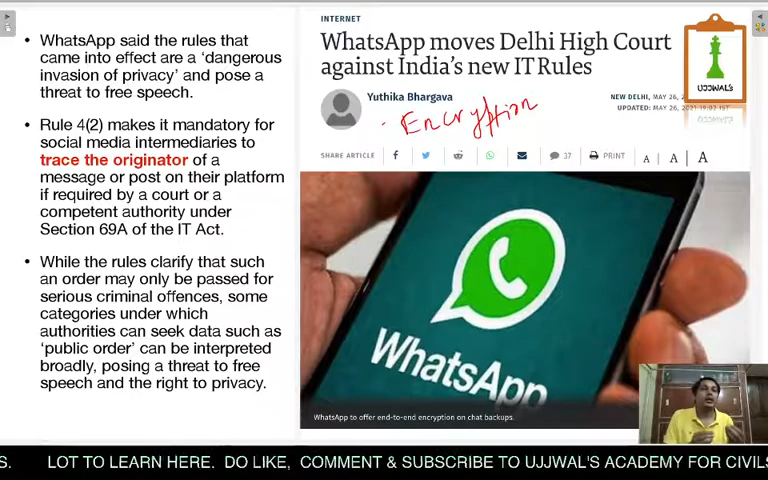 • WhatsApp said the rules that
came into effect are a ‘dangerous
invasion of privacy’ and pose a
threat to free speech.
• Rule 4(2) makes it mandatory for
social media intermediaries to
trace the originator of a
message or post on their platform
if required by a court or a
competent authority under
Section 69A of the IT Act.
• While the rules clarify that such
an order may only be passed for
serious criminal offences, some
categories under which
authorities can seek data such as
‘public order’ can be interpreted
broadly, posing a threat to free
speech and the right to privacy.
INTERNET
WhatsApp moves Delhi High Court
against India’s new IT Rules
UJJWAL'S
Yuthika Bhargava
NEW DELHI, MAY 26,
UPDATED: MAY 26,
Encryption
SHARE ARTICLE
37
PRINT
A A A
WhatsApp
WhatsApp to offer end-to-end encryption on chat backups.
S. LOT TO LEARN HERE. DO LIKE, COMMENT & SUBSCRIBE TO UJJWAL'S ACADEMY FOR CIVILS